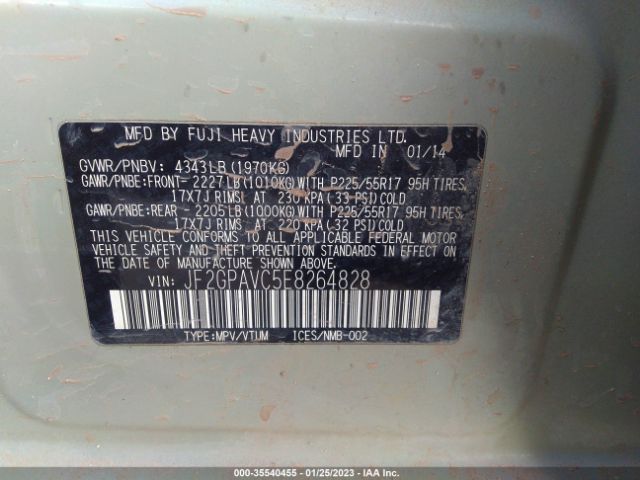 MFD BY FUJI HEAVY INDUSTRIES LTD.
MFD IN 01/14
GVWR/PNBV: 4343LB(1970KG)
GAWR/PNBE:FRONT- 2227LB(1010KG)WITH P225/55R17 95H TIRES,
17X7J RIMS, AT 230 KPA( 33 PSI)COLD
GAWR/PNBE:REAR - 2205LB(1000KG)WITH P225/55R17 95H TIRES,
17X7J RIMS, AT 220 KPA( 32 PSI)COLD
THIS VEHICLE CONFORMS TO ALL APPLICABLE FEDERAL MOTOR
VEHICLE SAFETY AND THEFT PREVENTION STANDARDS IN EFFECT ON
THE DATE OF MANUFACTURE SHOWN ABOVE.
VIN: JF2GPAVC5E8264828
TYPE:MPV/VTUM ICES/NMB-002
000-35540455 - 01/25/2023 - IAA Inc.